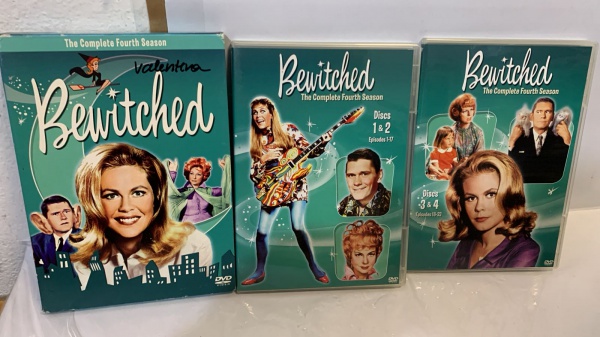 The Complete Fourth Season
valentina
Bewitched
DVD
Bewitched
The Complete Fourth Season
Discs
1 & 2
Episodes 1-17
DVD
Bewitched
The Complete Fourth Season
Discs
3 & 4
DVD